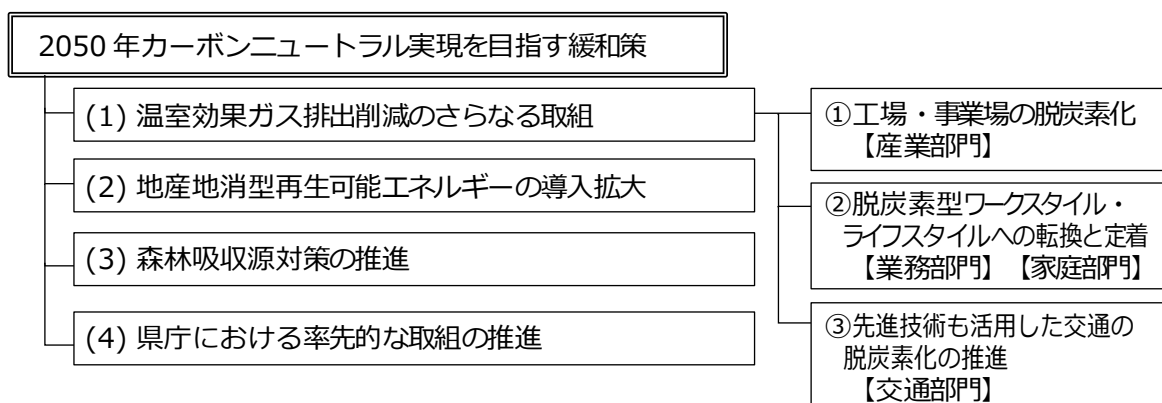 2050 年カーボンニュートラル実現を目指す緩和策
(1) 温室効果ガス排出削減のさらなる取組
(2) 地産地消型再生可能エネルギーの導入拡大
(3) 森林吸収源対策の推進
(4) 県庁における率先的な取組の推進
①工場・事業場の脱炭素化
【産業部門】
②脱炭素型ワークスタイル・
ライフスタイルへの転換と定着
【業務部門】【家庭部門】
③先進技術も活用した交通の
脱炭素化の推進
【交通部門】